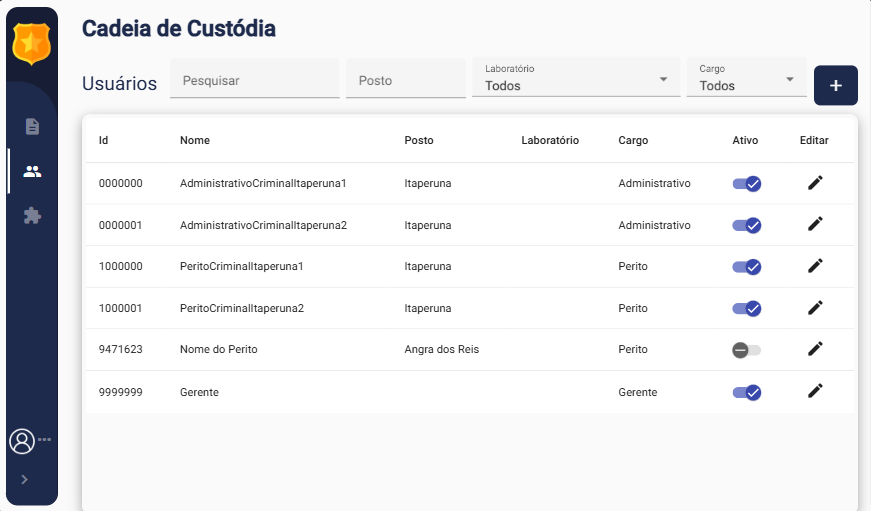 Cadeia de Custódia
Usuários
Pesquisar
Posto
Laboratório
Todos
Cargo
Todos
+
Id Nome Posto Laboratório Cargo Ativo Editar
0000000 AdministrativoCriminalItaperuna1 Itaperuna Administrativo
0000001 AdministrativoCriminalItaperuna2 Itaperuna Administrativo
1000000 PeritoCriminalItaperuna1 Itaperuna Perito
1000001 PeritoCriminalItaperuna2 Itaperuna Perito
9471623 Nome do Perito Angra dos Reis Perito
9999999 Gerente Gerente